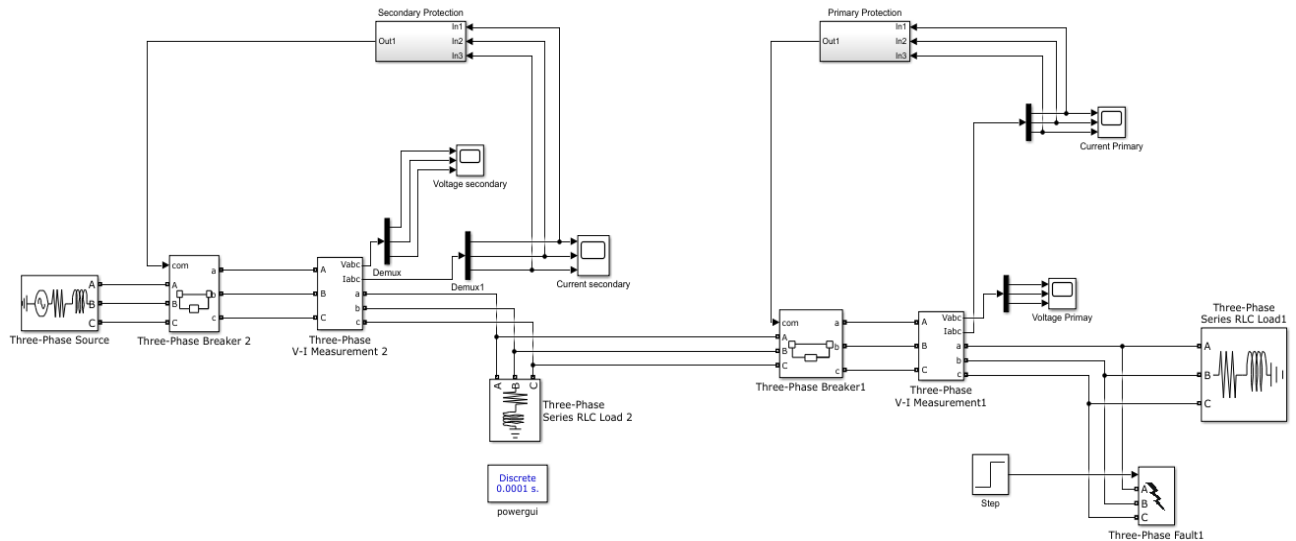 Secondary Protection
Out1
In1
In2
In3
Primary Protection
Out1
In1
In2
In3
Current Primary
Voltage secondary
Demux
Demux1
Current secondary
A
B
C
Three-Phase Source
com
A
B
C
a
b
c
Three-Phase Breaker 2
A
B
C
Vabc
Iabc
a
b
c
Three-Phase
V-I Measurement 2
A
B
C
Three-Phase
Series RLC Load 2
Discrete
0.0001 s.
powergui
com
A
B
C
a
b
c
Three-Phase Breaker1
A
B
C
Vabc
Iabc
a
b
c
Three-Phase
V-I Measurement1
Voltage Primay
Three-Phase
Series RLC Load1
A
B
C
Step
A
B
C
Three-Phase Fault1